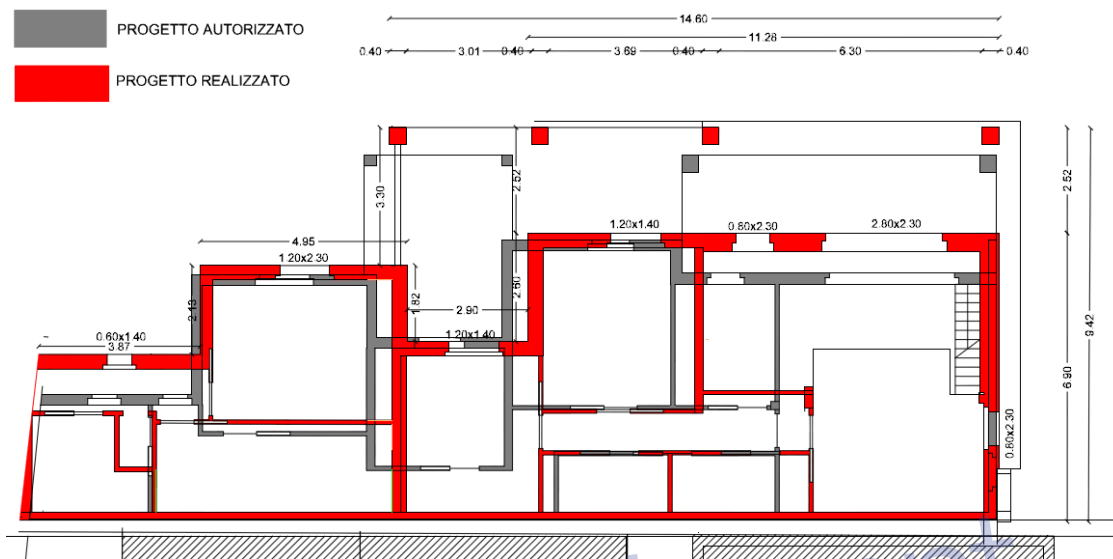 PROGETTO AUTORIZZATO
PROGETTO REALIZZATO
14.60
11.28
0.40 3.01 0.40 3.69 0.40 6.30 0.40
3.30
2.52
2.52
1.20x1.40
0.80x2.30
2.80x2.30
4.95
1.20x2.30
2.13
1.82
2.60
2.90
9.42
6.90
0.60x1.40
3.87
1.20x1.40
0.80x2.30